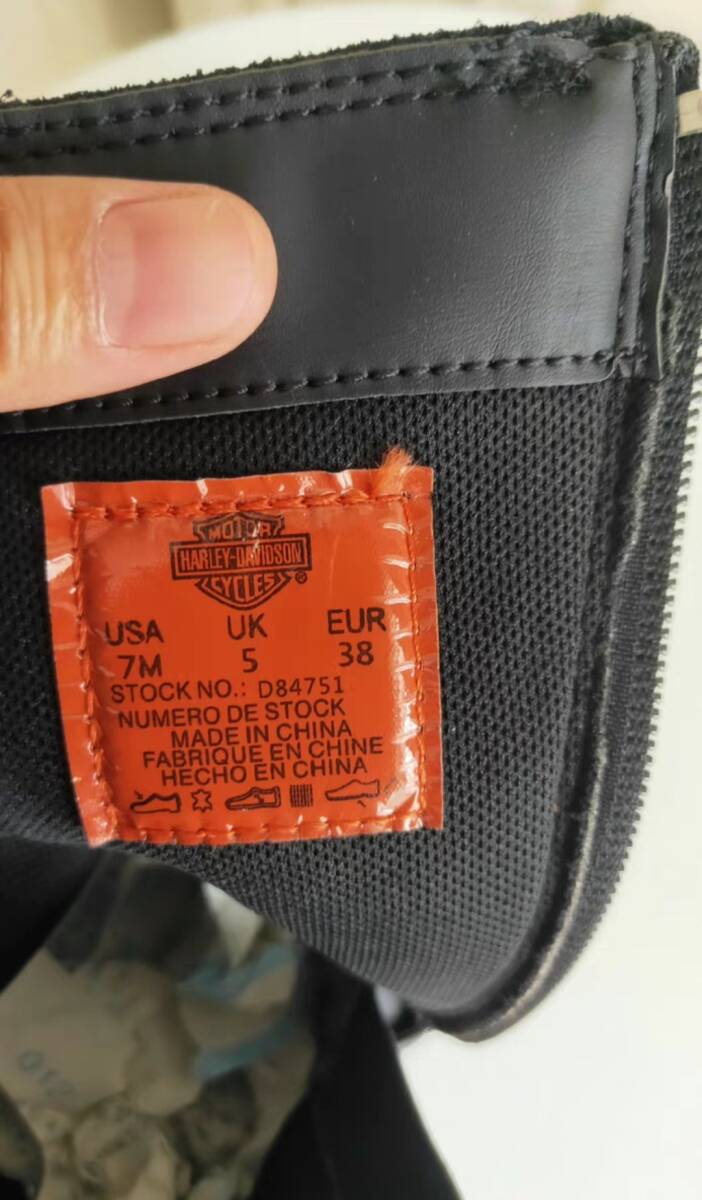 MOTOR
HARLEY-DAVIDSON
CYCLES®
USA UK EUR
7M 5 38
STOCK NO.: D84751
NUMERO DE STOCK
MADE IN CHINA
FABRIQUE EN CHINE
HECHO EN CHINA